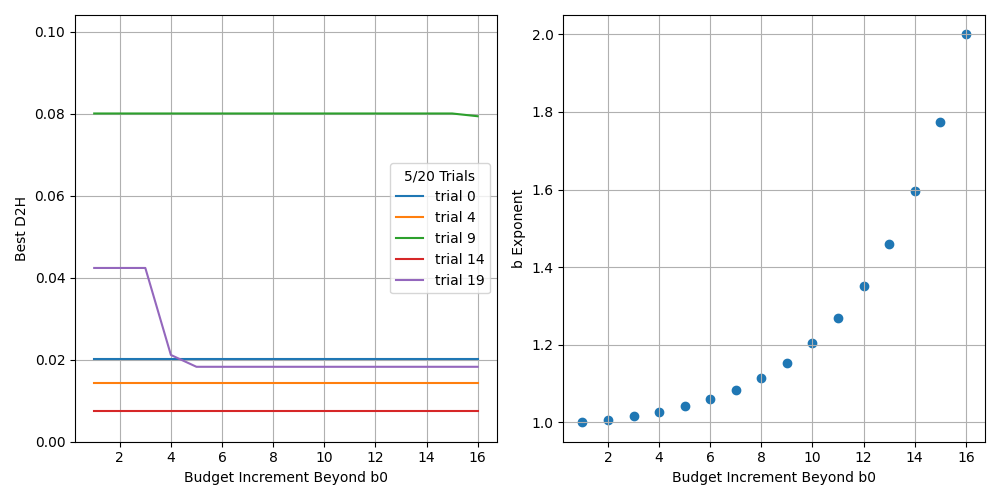 0.10
0.08
0.06
0.04
0.02
0.00
Best D2H
2 4 6 8 10 12 14 16
Budget Increment Beyond b0
5/20 Trials
trial 0
trial 4
trial 9
trial 14
trial 19
2.0
1.8
1.6
1.4
1.2
1.0
b Exponent
2 4 6 8 10 12 14 16
Budget Increment Beyond b0